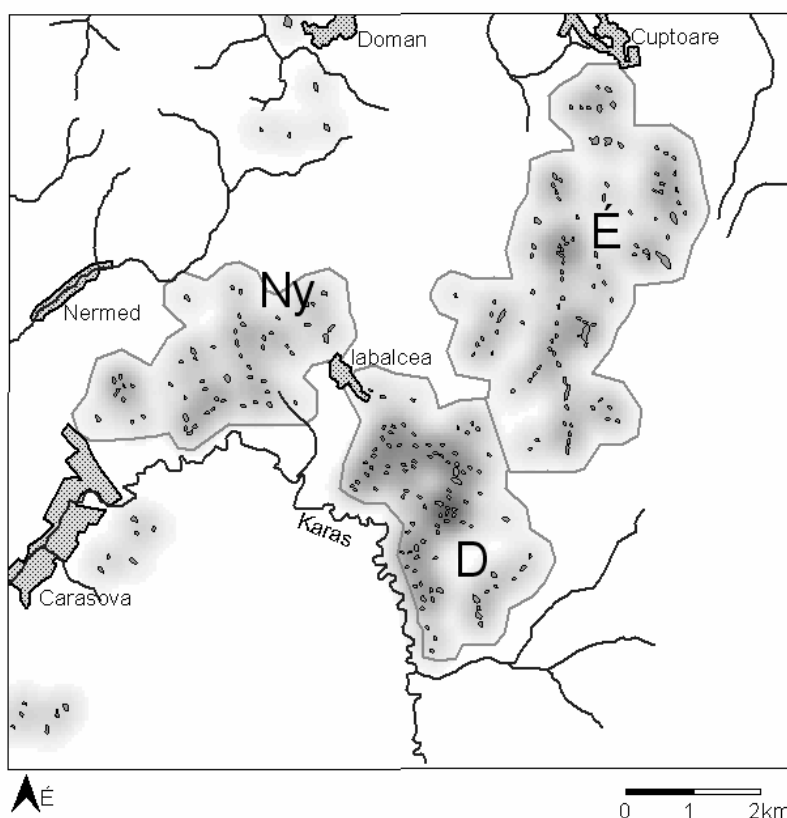 Doman
Cuptoare
É
Ny
Nermed
Iabalcea
Karas
D
Carasova
É
0 1 2km